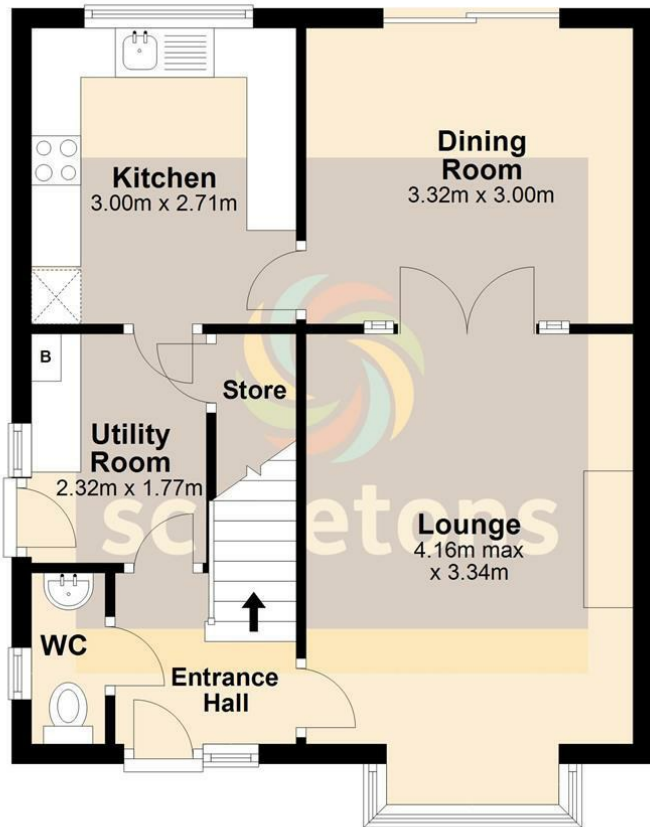 Kitchen
3.00m x 2.71m
Dining
Room
3.32m x 3.00m
B
Store
Utility
Room
2.32m x 1.77m
Lounge
4.16m max
x 3.34m
WC
Entrance
Hall